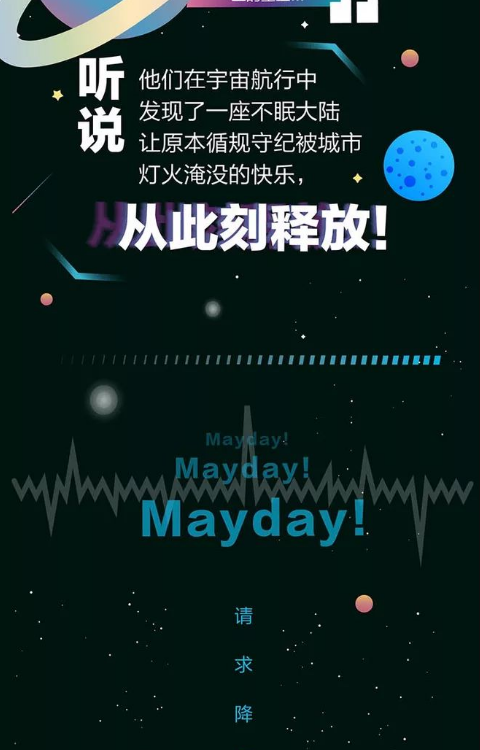 听说
他们在宇宙航行中
发现了一座不眠大陆
让原本循规守纪被城市
灯火淹没的快乐，
从此刻释放!
Mayday!
Mayday!
Mayday!
请
求
降